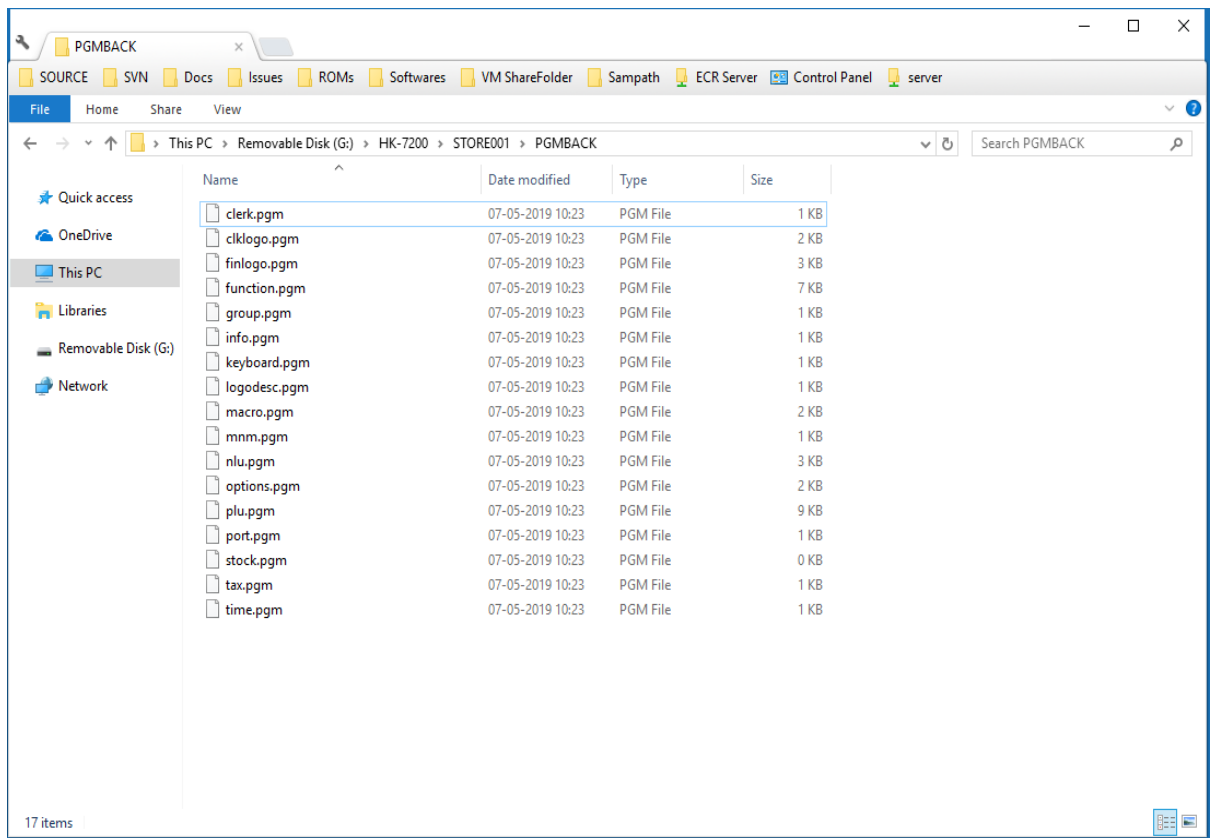 PGMBACK
SOURCE SVN Docs Issues ROMs Softwares VM ShareFolder Sampath ECR Server Control Panel server
File Home Share View
This PC > Removable Disk (G:) > HK-7200 > STORE001 > PGMBACK Search PGMBACK
Quick access
OneDrive
This PC
Libraries
Removable Disk (G:)
Network
Name Date modified Type Size
clerk.pgm 07-05-2019 10:23 PGM File 1 KB
clklogo.pgm 07-05-2019 10:23 PGM File 2 KB
finlogo.pgm 07-05-2019 10:23 PGM File 3 KB
function.pgm 07-05-2019 10:23 PGM File 7 KB
group.pgm 07-05-2019 10:23 PGM File 1 KB
info.pgm 07-05-2019 10:23 PGM File 1 KB
keyboard.pgm 07-05-2019 10:23 PGM File 1 KB
logodesc.pgm 07-05-2019 10:23 PGM File 1 KB
macro.pgm 07-05-2019 10:23 PGM File 2 KB
mnm.pgm 07-05-2019 10:23 PGM File 1 KB
nlu.pgm 07-05-2019 10:23 PGM File 3 KB
options.pgm 07-05-2019 10:23 PGM File 2 KB
plu.pgm 07-05-2019 10:23 PGM File 9 KB
port.pgm 07-05-2019 10:23 PGM File 1 KB
stock.pgm 07-05-2019 10:23 PGM File 0 KB
tax.pgm 07-05-2019 10:23 PGM File 1 KB
time.pgm 07-05-2019 10:23 PGM File 1 KB
17 items